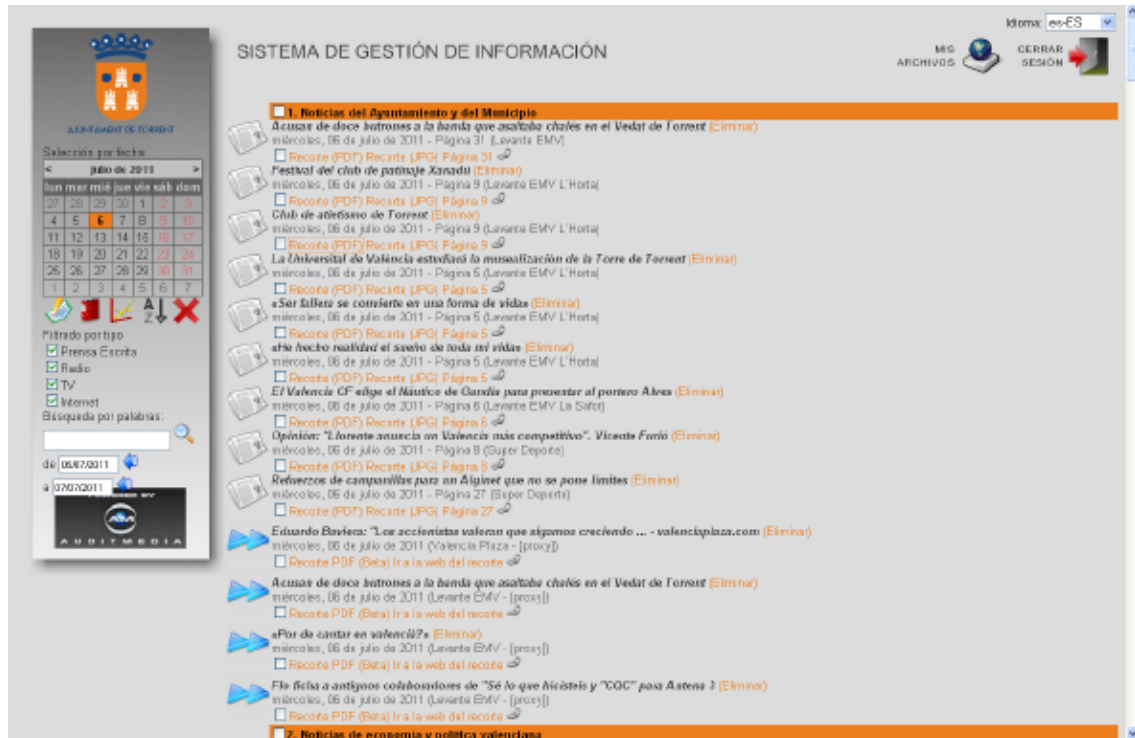 Idioma: es-ES
SISTEMA DE GESTIÓN DE INFORMACIÓN
MIS ARCHIVOS
CERRAR SESIÓN
AJUNTAMENT DE TORRENT
Selección por fecha:
< julio de 2011 >
lun mar mié jue vie sáb dom
27 28 29 30 1 2 3
4 5 6 7 8 9 10
11 12 13 14 15 16 17
18 19 20 21 22 23 24
25 26 27 28 29 30 31
1 2 3 4 5 6 7
Filtrado por tipo
Prensa Escrita
Radio
TV
Internet
Búsqueda por palabras:
de 05/07/2011
a 07/07/2011
POWERED BY
AUDITMEDIA
1. Noticias del Ayuntamiento y del Municipio
Acusan de doce butrones a la banda que asaltaba chalés en el Vedat de Torrent (Eliminar)
miércoles, 06 de julio de 2011 - Página 31 (Levante EMV)
Recorte (PDF) Recorte (JPG) Página 31
Festival del club de patinaje Xanadú (Eliminar)
miércoles, 06 de julio de 2011 - Página 9 (Levante EMV L'Horta)
Recorte (PDF) Recorte (JPG) Página 9
Club de atletismo de Torrent (Eliminar)
miércoles, 06 de julio de 2011 - Página 9 (Levante EMV L'Horta)
Recorte (PDF) Recorte (JPG) Página 9
La Universitat de València estudiará la musealización de la Torre de Torrent (Eliminar)
miércoles, 06 de julio de 2011 - Página 5 (Levante EMV L'Horta)
Recorte (PDF) Recorte (JPG) Página 5
«Ser fallera se convierte en una forma de vida» (Eliminar)
miércoles, 06 de julio de 2011 - Página 5 (Levante EMV L'Horta)
Recorte (PDF) Recorte (JPG) Página 5
«He hecho realidad el sueño de toda mi vida» (Eliminar)
miércoles, 06 de julio de 2011 - Página 5 (Levante EMV L'Horta)
Recorte (PDF) Recorte (JPG) Página 5
El Valencia CF elige el Náutico de Gandia para presentar al portero Alves (Eliminar)
miércoles, 06 de julio de 2011 - Página 6 (Levante EMV La Safor)
Recorte (PDF) Recorte (JPG) Página 6
Opinión: "Llorente anuncia un Valencia más competitivo". Vicente Furió (Eliminar)
miércoles, 06 de julio de 2011 - Página 8 (Super Deporte)
Recorte (PDF) Recorte (JPG) Página 8
Refuerzos de campanillas para un Alginet que no se pone límites (Eliminar)
miércoles, 06 de julio de 2011 - Página 27 (Super Deporte)
Recorte (PDF) Recorte (JPG) Página 27
Eduardo Baviera: "Los accionistas valoran que sigamos creciendo ... - valenciaplaza.com (Eliminar)
miércoles, 06 de julio de 2011 (Valencia Plaza - [proxy])
Recorte PDF (Beta) Ir a la web del recorte
Acusan de doce butrones a la banda que asaltaba chalés en el Vedat de Torrent (Eliminar)
miércoles, 06 de julio de 2011 (Levante EMV - [proxy])
Recorte PDF (Beta) Ir a la web del recorte
«Por de cantar en valencià?» (Eliminar)
miércoles, 06 de julio de 2011 (Levante EMV - [proxy])
Recorte PDF (Beta) Ir a la web del recorte
Flo ficha a antiguos colaboradores de "Sé lo que hicisteis y "CQC" para Antena 3 (Eliminar)
miércoles, 06 de julio de 2011 (Levante EMV - [proxy])
Recorte PDF (Beta) Ir a la web del recorte
2. Noticias de economía y política valenciana